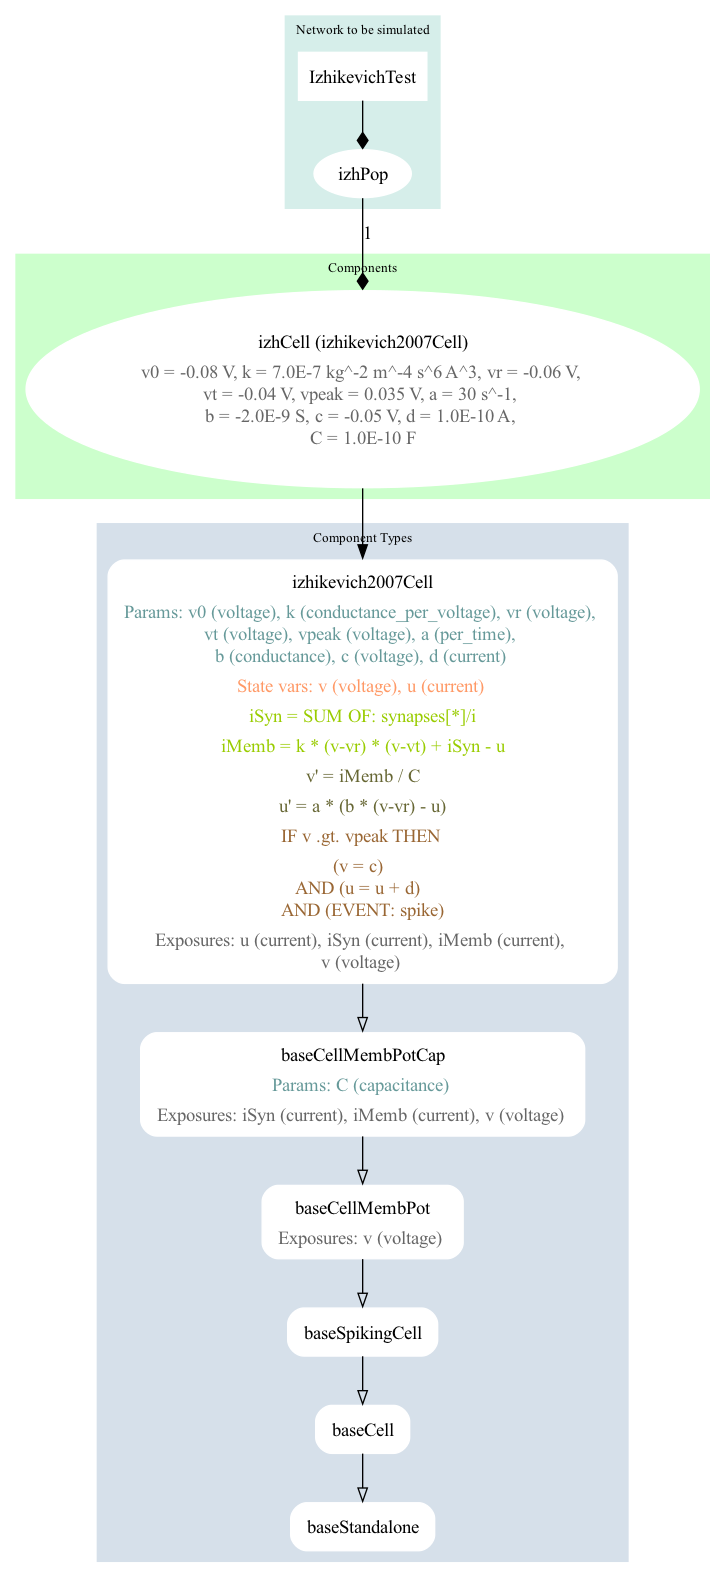 Network to be simulated
IzhikevichTest
izhPop
1
Components
izhCell (izhikevich2007Cell)
v0 = -0.08 V, k = 7.0E-7 kg^-2 m^-4 s^6 A^3, vr = -0.06 V,
vt = -0.04 V, vpeak = 0.035 V, a = 30 s^-1,
b = -2.0E-9 S, c = -0.05 V, d = 1.0E-10 A,
C = 1.0E-10 F
Component Types
izhikevich2007Cell
Params: v0 (voltage), k (conductance_per_voltage), vr (voltage),
vt (voltage), vpeak (voltage), a (per_time),
b (conductance), c (voltage), d (current)
State vars: v (voltage), u (current)
iSyn = SUM OF: synapses[*]/i
iMemb = k * (v-vr) * (v-vt) + iSyn - u
v' = iMemb / C
u' = a * (b * (v-vr) - u)
IF v .gt. vpeak THEN
(v = c)
AND (u = u + d)
AND (EVENT: spike)
Exposures: u (current), iSyn (current), iMemb (current),
v (voltage)
baseCellMembPotCap
Params: C (capacitance)
Exposures: iSyn (current), iMemb (current), v (voltage)
baseCellMembPot
Exposures: v (voltage)
baseSpikingCell
baseCell
baseStandalone